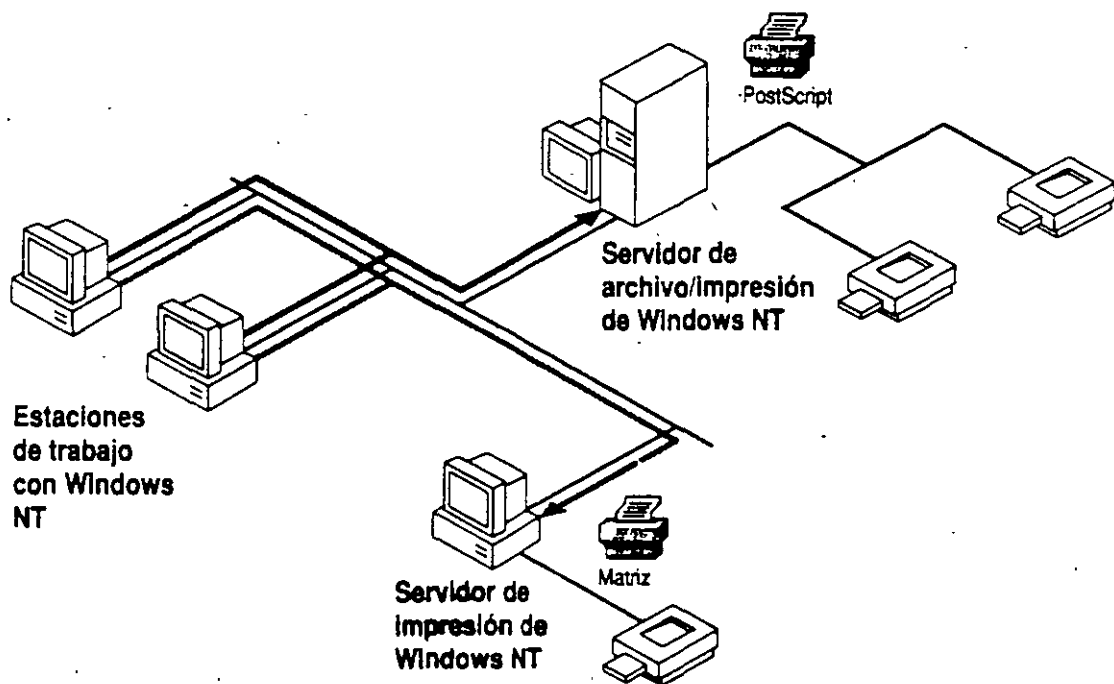 PostScript
Servidor de
archivo/impresión
de Windows NT
Estaciones
de trabajo
con Windows
NT
Matriz
Servidor de
impresión de
Windows NT